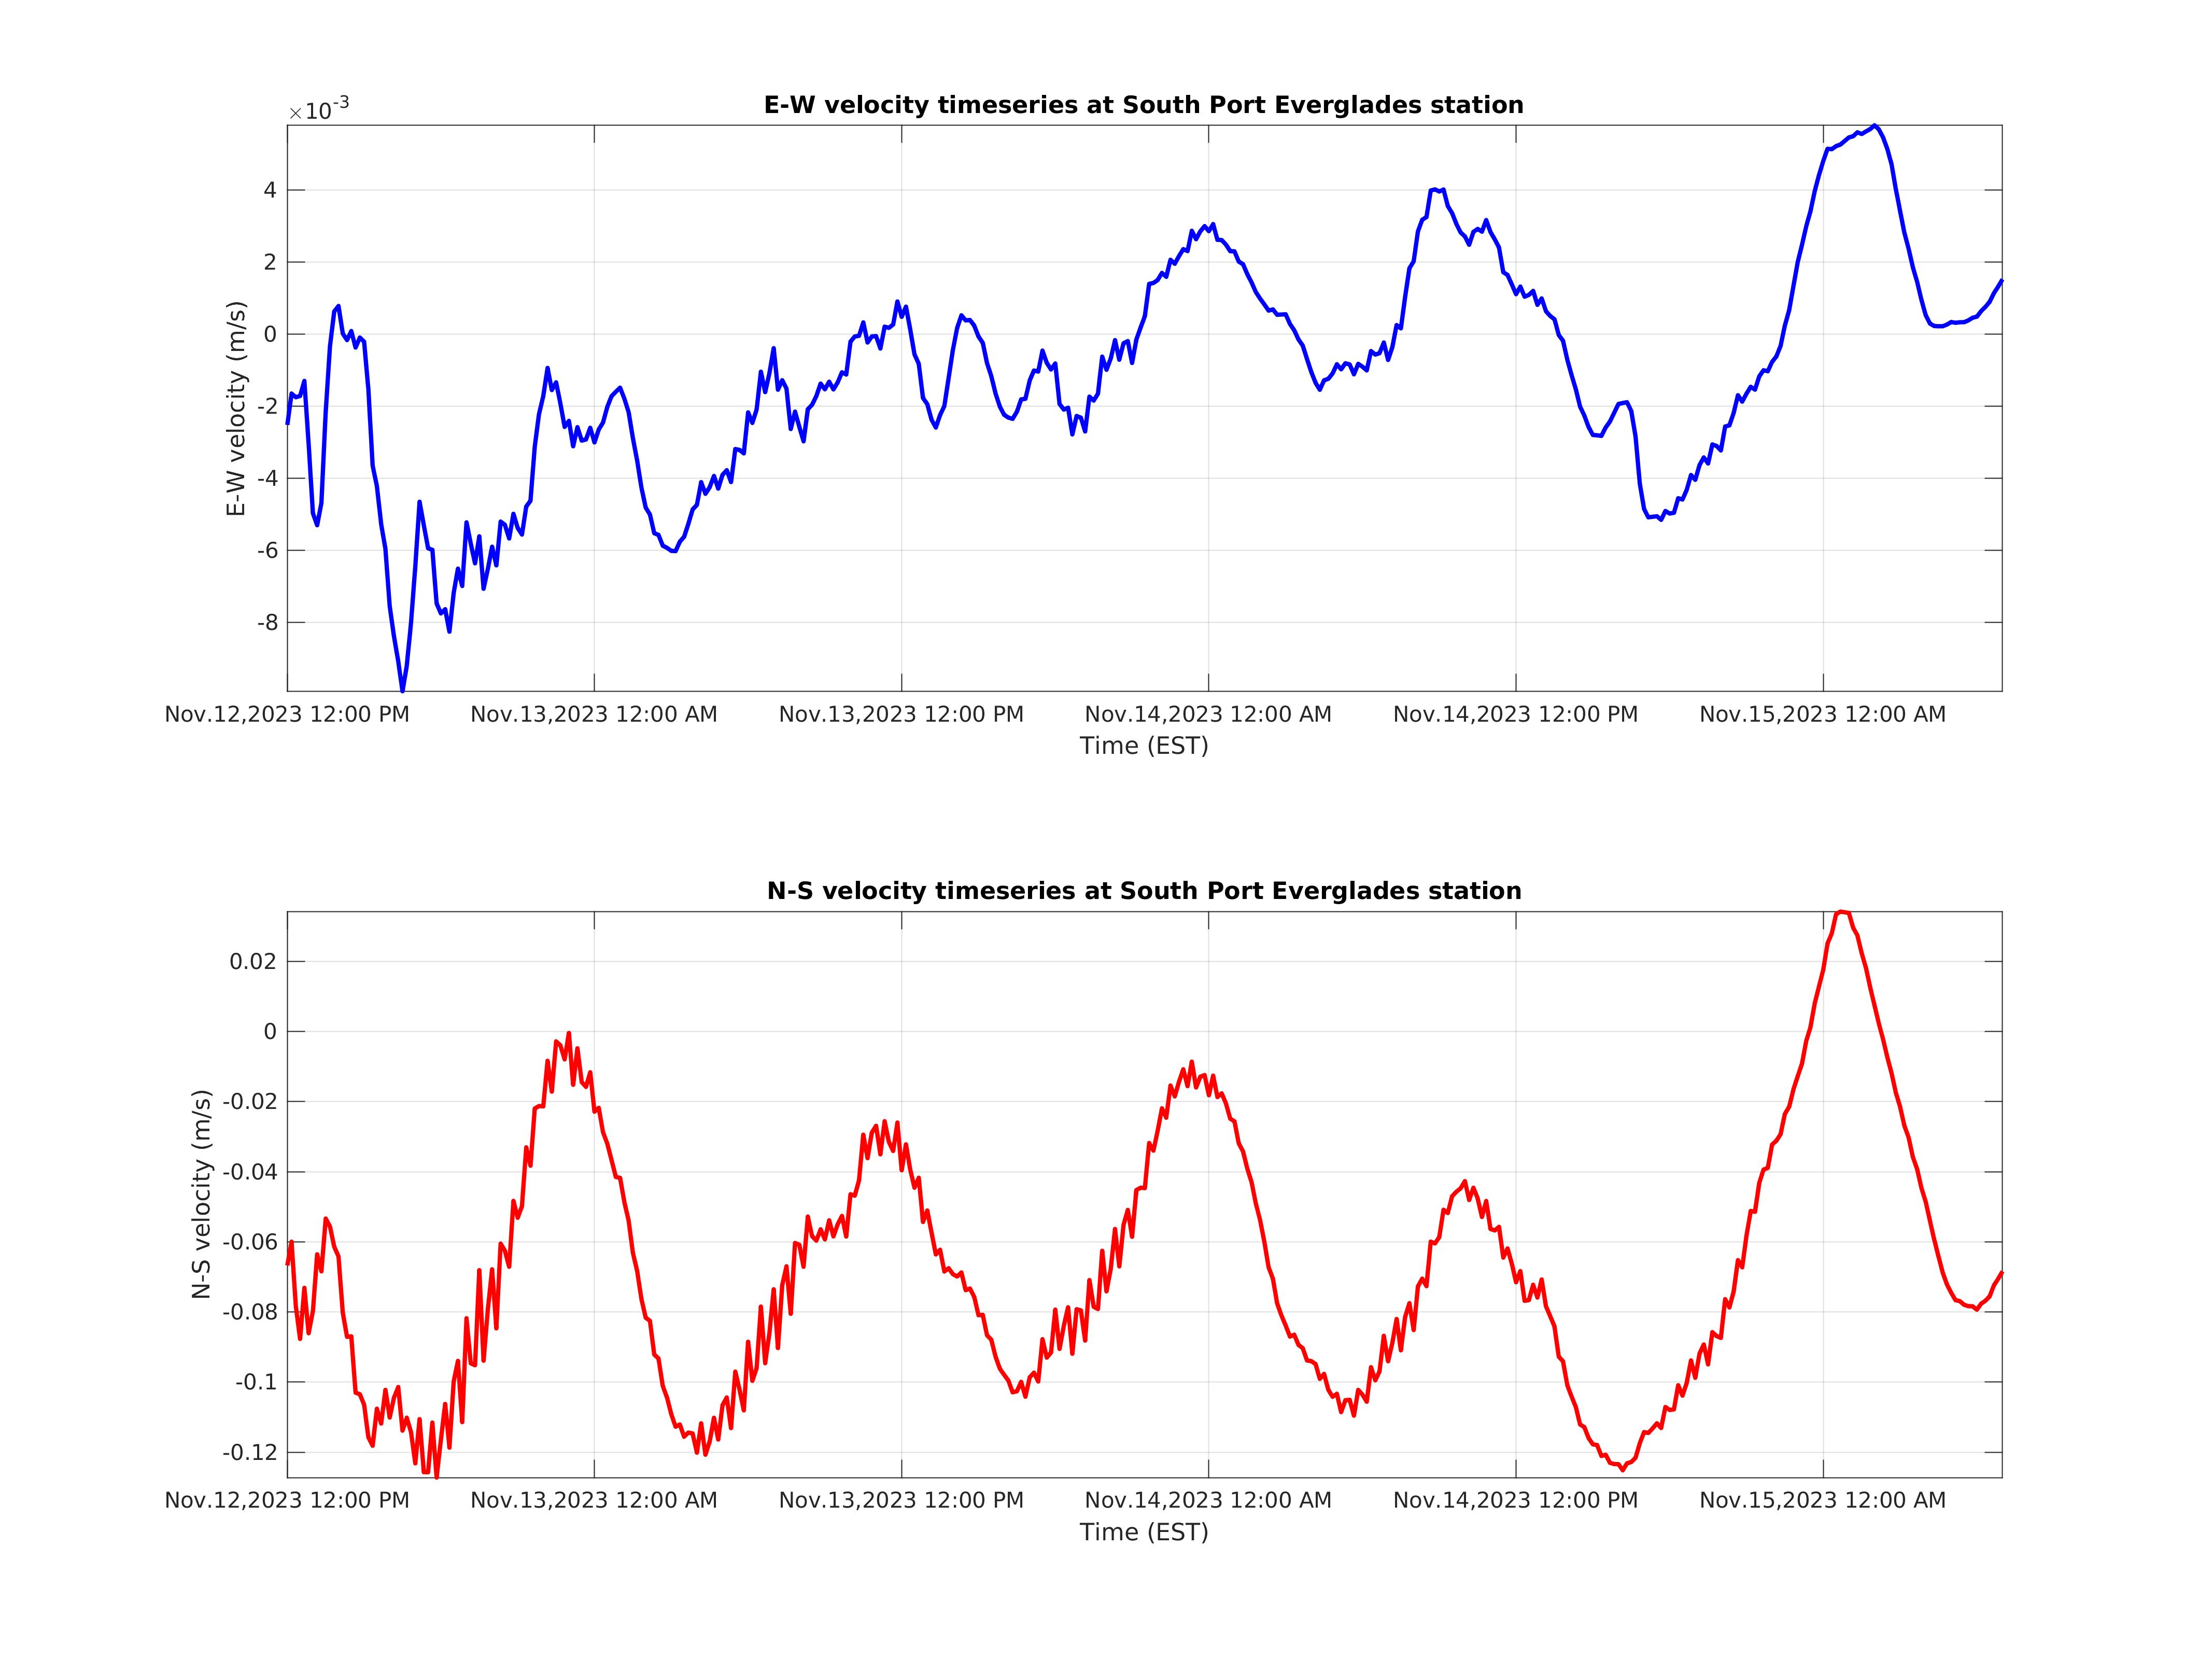 ×10-3
E-W velocity timeseries at South Port Everglades station
4
2
0
-2
-4
-6
-8
E-W velocity (m/s)
Nov.12,2023 12:00 PM Nov.13,2023 12:00 AM Nov.13,2023 12:00 PM Nov.14,2023 12:00 AM Nov.14,2023 12:00 PM Nov.15,2023 12:00 AM
Time (EST)
N-S velocity timeseries at South Port Everglades station
0.02
0
-0.02
-0.04
-0.06
-0.08
-0.1
-0.12
N-S velocity (m/s)
Nov.12,2023 12:00 PM Nov.13,2023 12:00 AM Nov.13,2023 12:00 PM Nov.14,2023 12:00 AM Nov.14,2023 12:00 PM Nov.15,2023 12:00 AM
Time (EST)